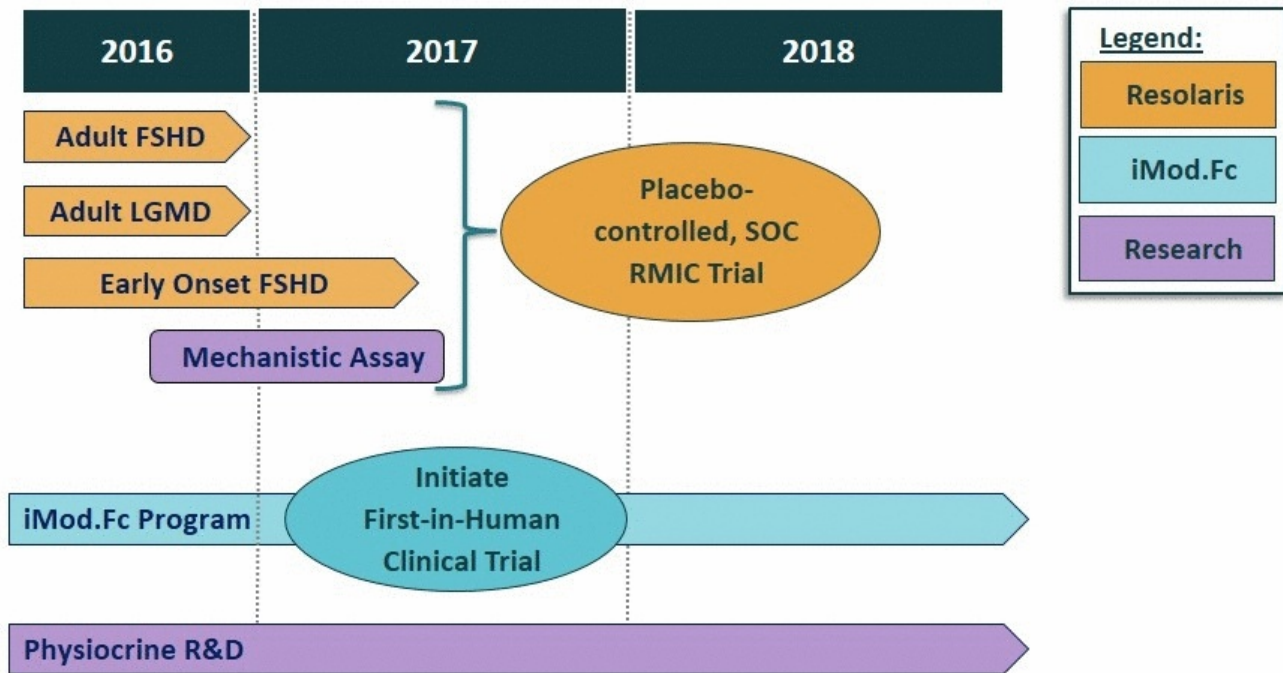 2016
2017
2018
Legend:
Resolaris
iMod.Fc
Research
Adult FSHD
Adult LGMD
Early Onset FSHD
Mechanistic Assay
Placebo-
controlled, SOC
RMIC Trial
iMod.Fc Program
Initiate
First-in-Human
Clinical Trial
Physiocrine R&D